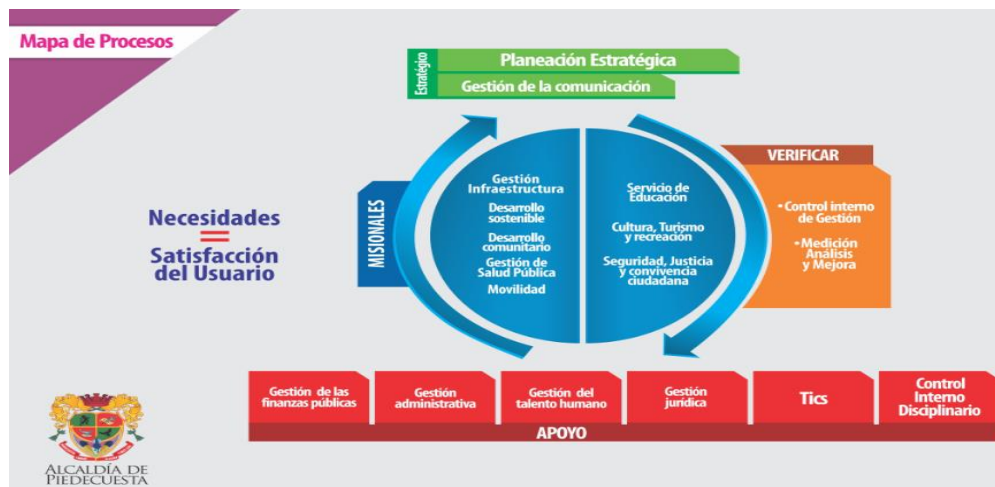 Mapa de Procesos
Estratégico
Planeación Estratégica
Gestión de la comunicación
Necesidades
=
Satisfacción
del Usuario
MISIONALES
Gestión
Infraestructura
Desarrollo
sostenible
Desarrollo
comunitario
Gestión de
Salud Pública
Movilidad
Servicio de
Educación
Cultura, Turismo
y recreación
Seguridad, Justicia
y convivencia
ciudadana
VERIFICAR
• Control interno
de Gestión
• Medición
Análisis
y Mejora
Gestión de las
finanzas públicas
Gestión
administrativa
Gestión del
talento humano
Gestión
jurídica
Tics
Control
Interno
Disciplinario
APOYO
ALCALDÍA DE
PIEDECUESTA